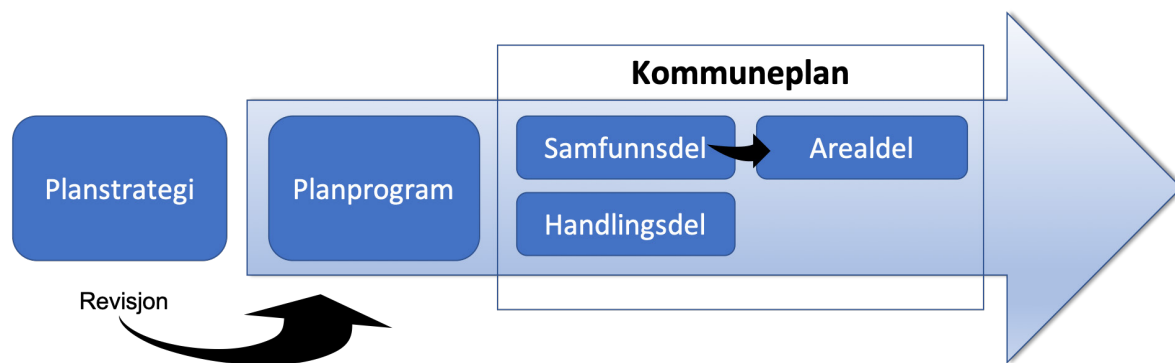 Kommuneplan
Planstrategi
Planprogram
Samfunnsdel
Arealdel
Handlingsdel
Revisjon